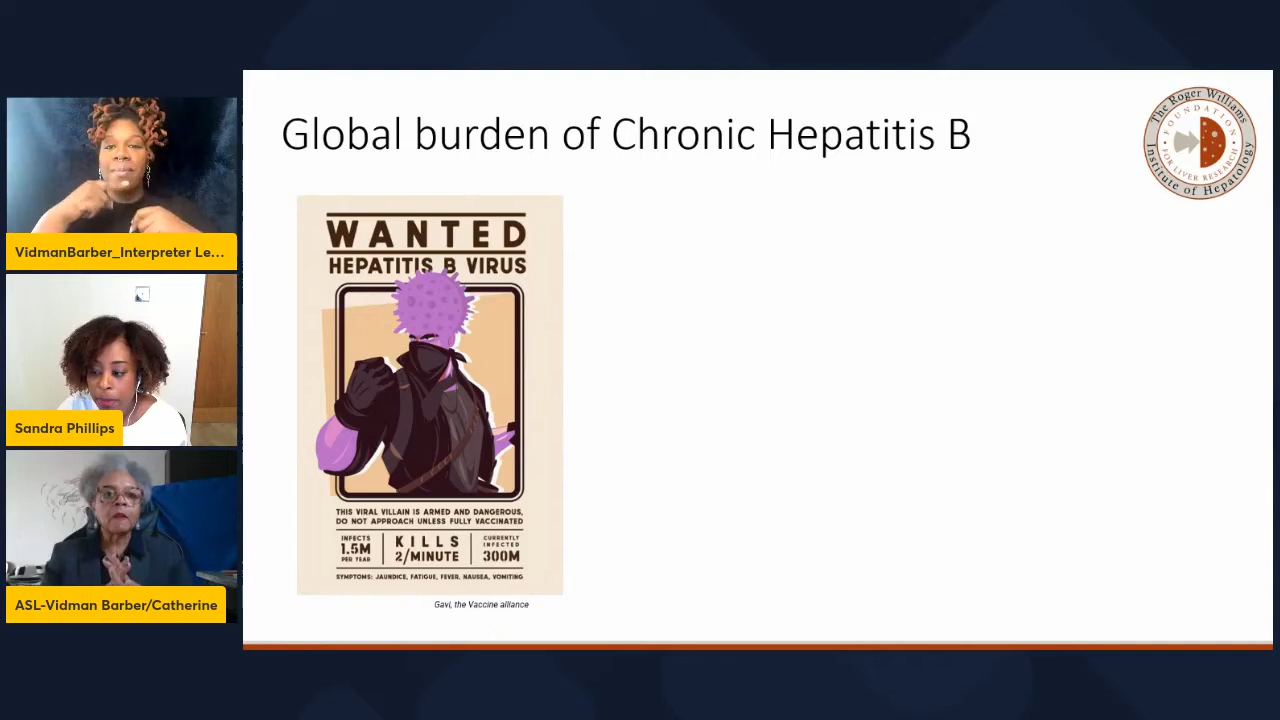 Global burden of Chronic Hepatitis B
The Roger Williams
Institute of Hepatology
FOUNDATION
FOR LIVER RESEARCH
WANTED
HEPATITIS B VIRUS
THIS VIRAL VILLAIN IS ARMED AND DANGEROUS,
DO NOT APPROACH UNLESS FULLY VACCINATED
INFECTS
1.5M
PER YEAR
KILLS
2/MINUTE
CURRENTLY
INFECTED
300M
SYMPTOMS: JAUNDICE, FATIGUE, FEVER, NAUSEA, VOMITING
Gavi, the Vaccine alliance
VidmanBarber_Interpreter Le...
Sandra Phillips
ASL-Vidman Barber/Catherine